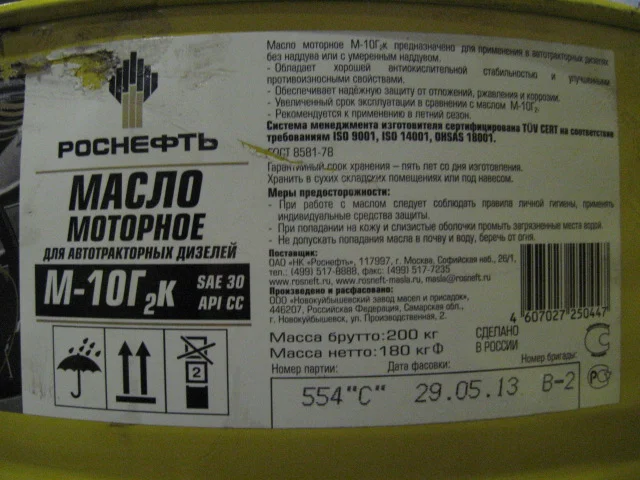 РОСНЕФТЬ
МАСЛО
МОТОРНОЕ
ДЛЯ АВТОТРАКТОРНЫХ ДИЗЕЛЕЙ
М-10Г2К SAE 30
API CC
2
Масло моторное М-10Г2к предназначено для применения в автотракторных дизелях
без наддува или с умеренным наддувом.
- Обладает хорошей антиокислительной стабильностью и улучшенными
противоизносными свойствами.
- Обеспечивает надёжную защиту от отложений, ржавления и коррозии.
- Увеличенный срок эксплуатации в сравнении с маслом М-10Г2.
- Рекомендуется к применению в летний сезон.
Система менеджмента изготовителя сертифицирована TÜV CERT на соответствие
требованиям ISO 9001, ISO 14001, OHSAS 18001.
ГОСТ 8581-78
Гарантийный срок хранения – пять лет со дня изготовления.
Хранить в сухих складских помещениях или под навесом.
Меры предосторожности:
- При работе с маслом следует соблюдать правила личной гигиены, применять
индивидуальные средства защиты.
- При попадании на кожу и слизистые оболочки промыть загрязненные места водой.
- Не допускать попадания масла в почву и воду, беречь от огня.
Поставщик:
ОАО «НК «Роснефть», 117997, г. Москва, Софийская наб., 26/1,
тел.: (499) 517-8888, факс: (499) 517-7235
www.rosneft.ru, www.rosneft-masla.ru, masla@rosneft.ru
Произведено и расфасовано:
ООО «Новокуйбышевский завод масел и присадок»,
446207, Российская Федерация, Самарская обл.,
г. Новокуйбышевск, ул. Производственная, 2.
4 607027 250447
Масса брутто: 200 кг
Масса нетто: 180 кгФ
СДЕЛАНО
В РОССИИ
Номер партии: Дата фасовки: Номер бригады:
554"С" 29.05.13 В-2
РСТ